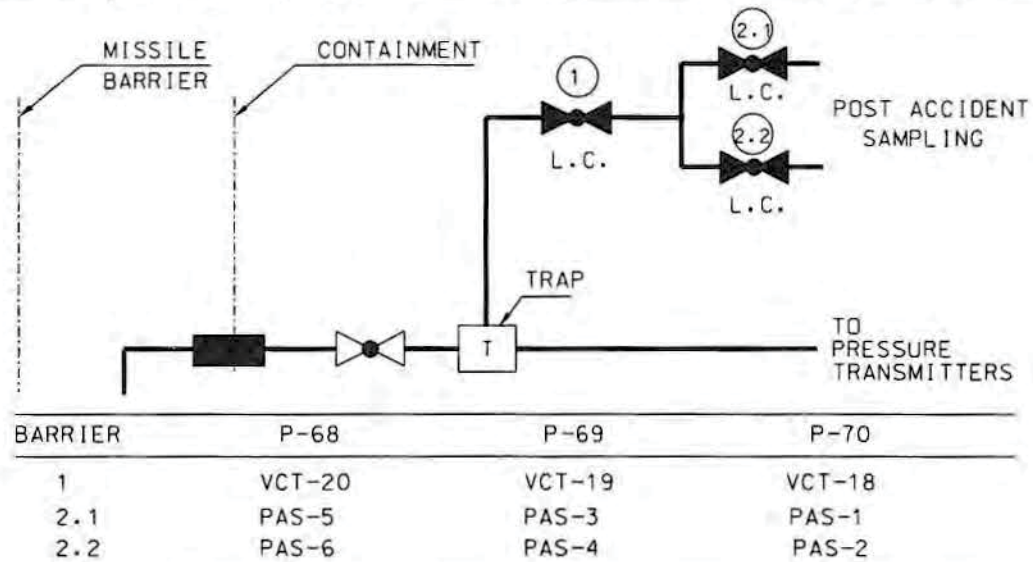 MISSILE
BARRIER
CONTAINMENT
1
L.C.
2.1
L.C.
2.2
L.C.
POST ACCIDENT
SAMPLING
TRAP
T
TO
PRESSURE
TRANSMITTERS
BARRIER P-68 P-69 P-70
1 VCT-20 VCT-19 VCT-18
2.1 PAS-5 PAS-3 PAS-1
2.2 PAS-6 PAS-4 PAS-2